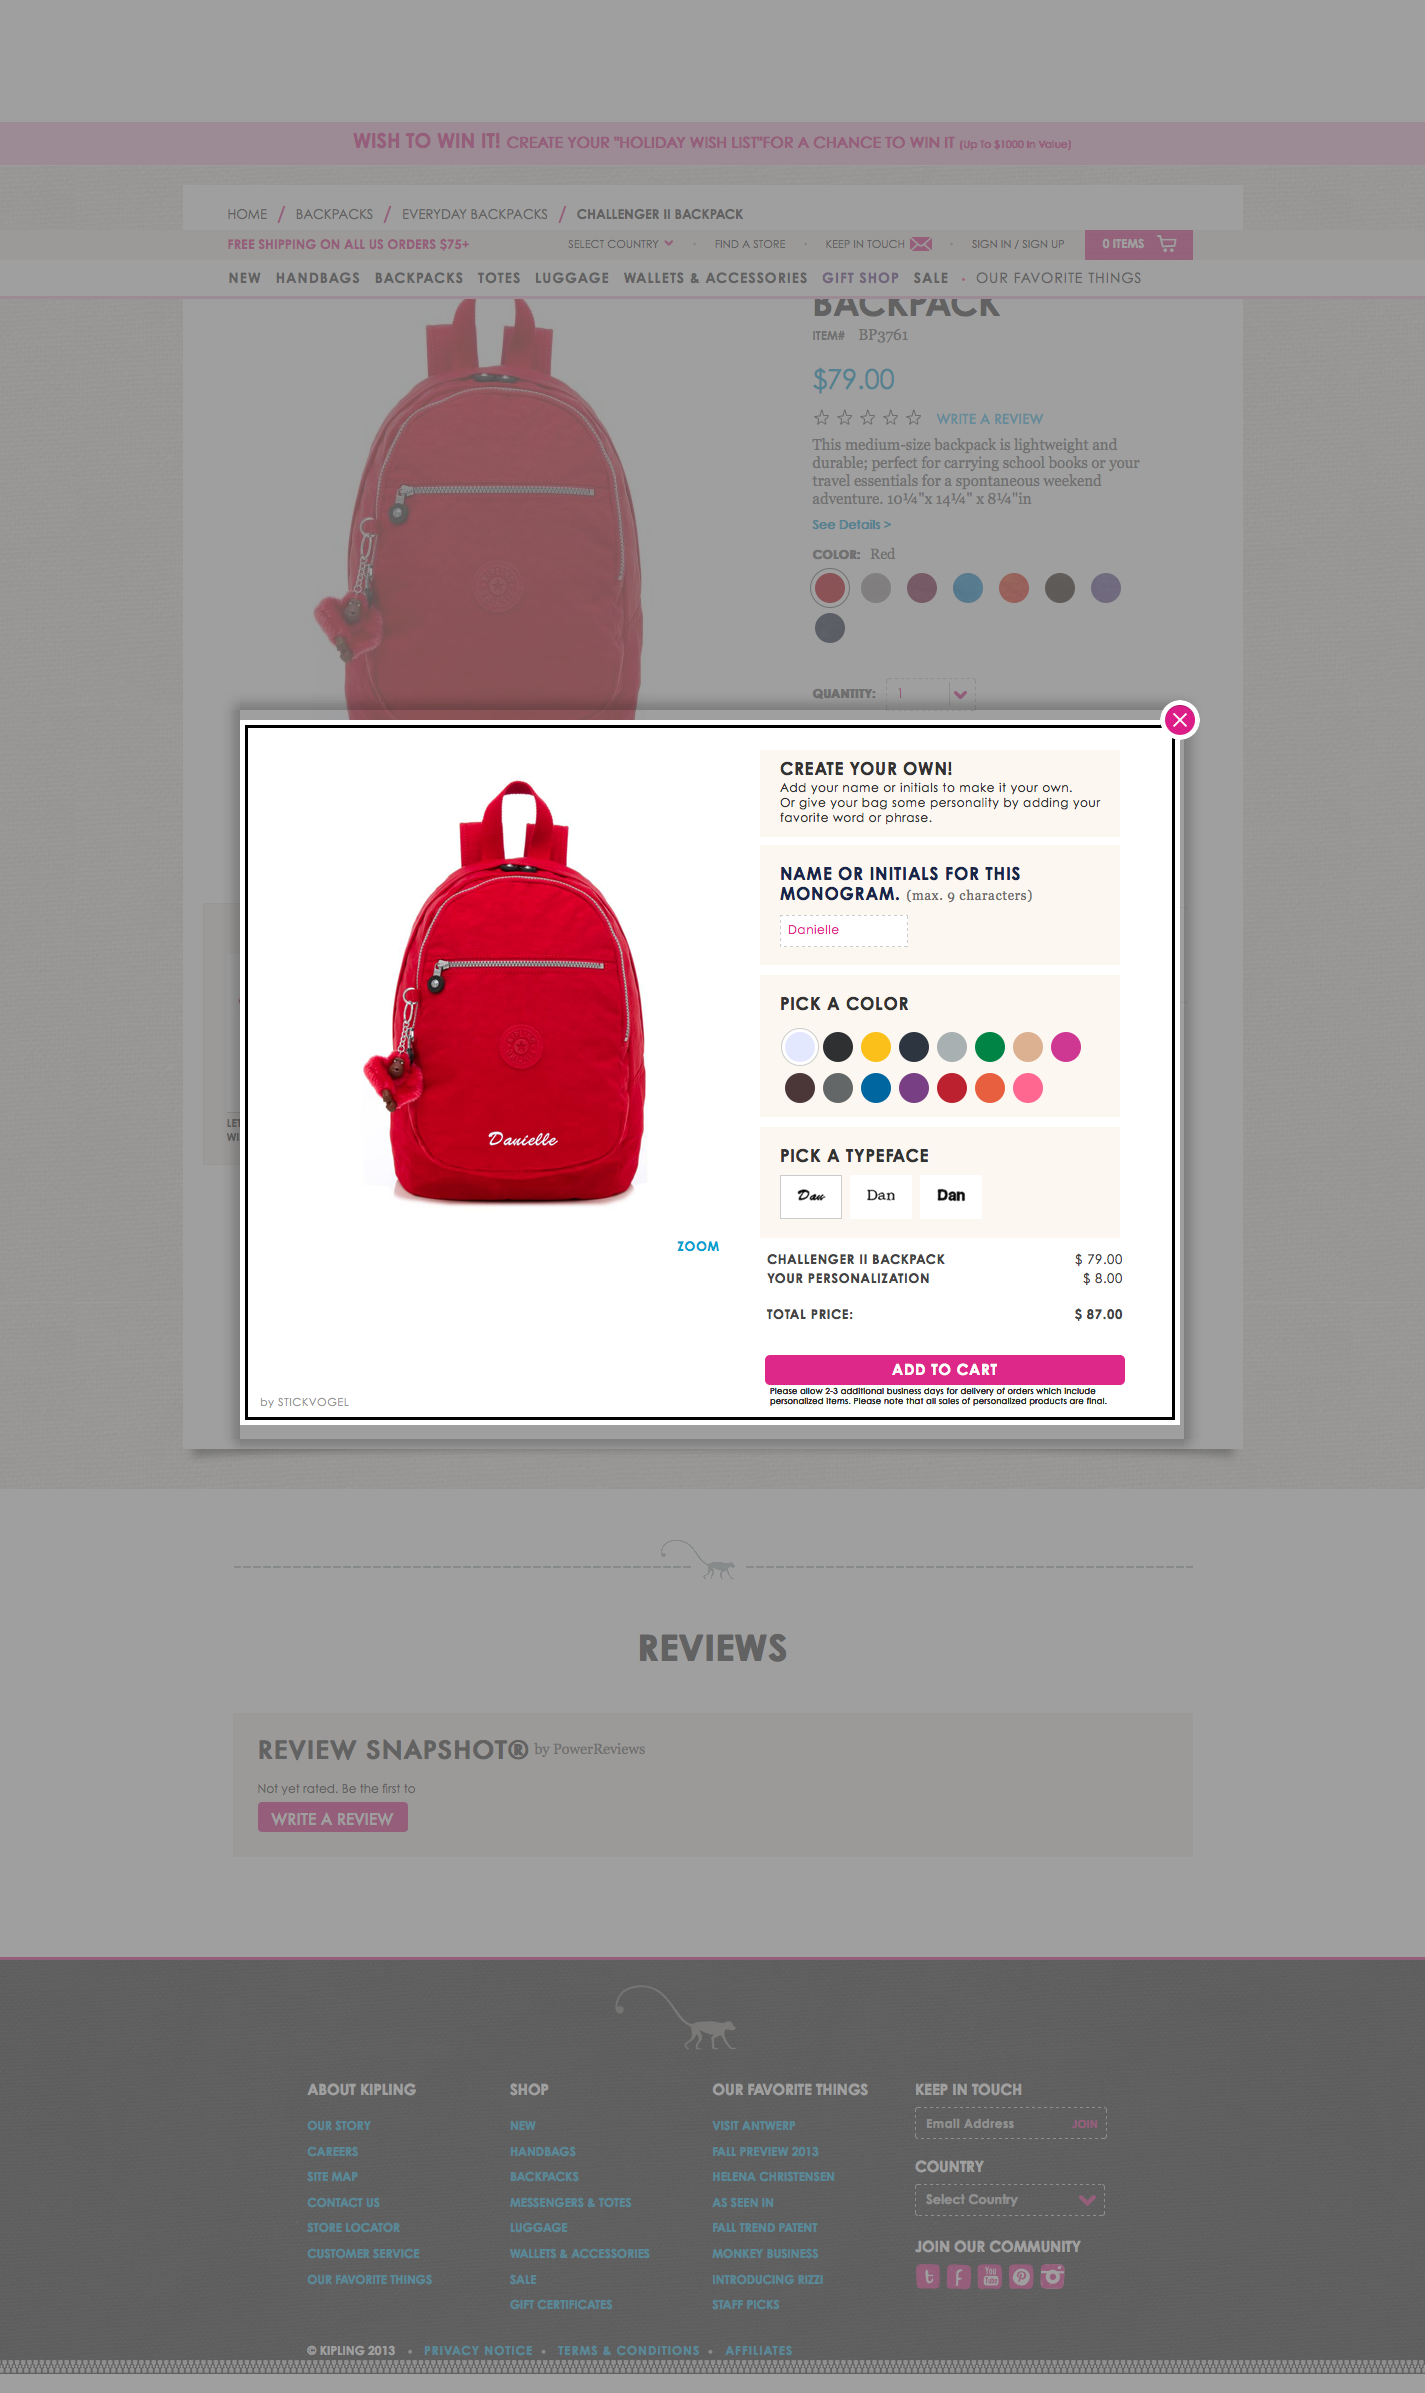 WISH TO WIN IT! CREATE YOUR "HOLIDAY WISH LIST"FOR A CHANCE TO WIN IT (Up To $1000 In Value)
HOME / BACKPACKS / EVERYDAY BACKPACKS / CHALLENGER II BACKPACK
FREE SHIPPING ON ALL US ORDERS $75+ SELECT COUNTRY • FIND A STORE • KEEP IN TOUCH • SIGN IN / SIGN UP 0 ITEMS
NEW HANDBAGS BACKPACKS TOTES LUGGAGE WALLETS & ACCESSORIES GIFT SHOP SALE • OUR FAVORITE THINGS
BACKPACK
ITEM# BP3761
$79.00
WRITE A REVIEW
This medium-size backpack is lightweight and
durable; perfect for carrying school books or your
travel essentials for a spontaneous weekend
adventure. 10¼"x 14¼" x 8¼"in
See Details >
COLOR: Red
QUANTITY: 1
CREATE YOUR OWN!
Add your name or initials to make it your own.
Or give your bag some personality by adding your
favorite word or phrase.
NAME OR INITIALS FOR THIS
MONOGRAM. (max. 9 characters)
Danielle
PICK A COLOR
Danielle
PICK A TYPEFACE
Dan Dan Dan
ZOOM
CHALLENGER II BACKPACK $ 79.00
YOUR PERSONALIZATION $ 8.00
TOTAL PRICE: $ 87.00
ADD TO CART
Please allow 2-3 additional business days for delivery of orders which include
personalized items. Please note that all sales of personalized products are final.
by STICKVOGEL
LET
WI
REVIEWS
REVIEW SNAPSHOT® by PowerReviews
Not yet rated. Be the first to
WRITE A REVIEW
ABOUT KIPLING
OUR STORY
CAREERS
SITE MAP
CONTACT US
STORE LOCATOR
CUSTOMER SERVICE
OUR FAVORITE THINGS
SHOP
NEW
HANDBAGS
BACKPACKS
MESSENGERS & TOTES
LUGGAGE
WALLETS & ACCESSORIES
SALE
GIFT CERTIFICATES
OUR FAVORITE THINGS
VISIT ANTWERP
FALL PREVIEW 2013
HELENA CHRISTENSEN
AS SEEN IN
FALL TREND PATENT
MONKEY BUSINESS
INTRODUCING RIZZI
STAFF PICKS
KEEP IN TOUCH
Email Address JOIN
COUNTRY
Select Country
JOIN OUR COMMUNITY
You Tube
© KIPLING 2013 • PRIVACY NOTICE • TERMS & CONDITIONS • AFFILIATES